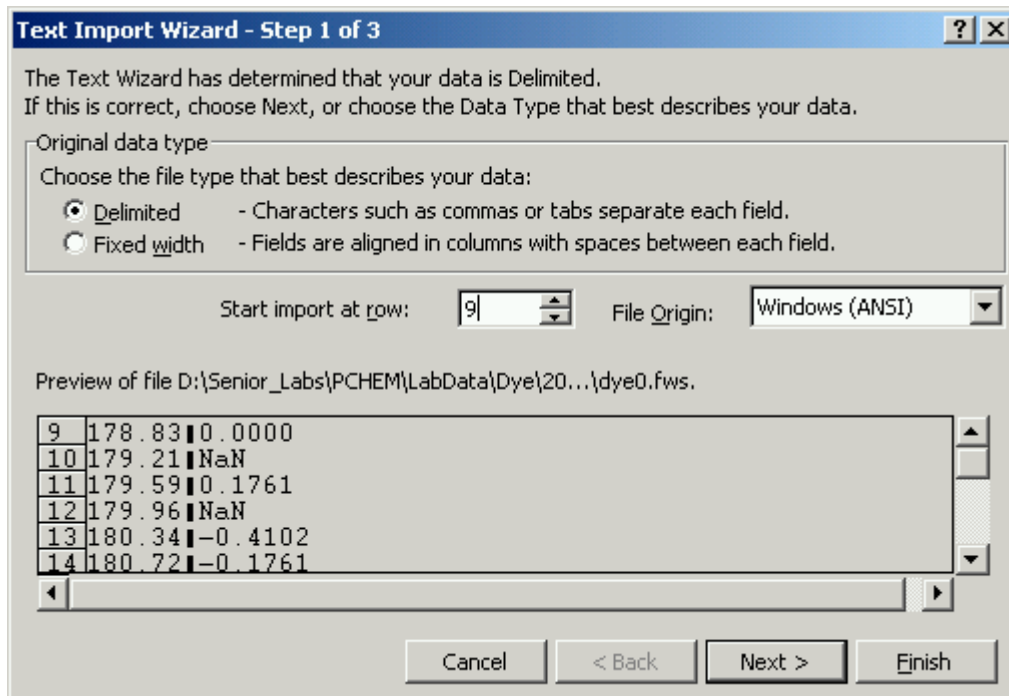 Text Import Wizard - Step 1 of 3
The Text Wizard has determined that your data is Delimited.
If this is correct, choose Next, or choose the Data Type that best describes your data.
Original data type
Choose the file type that best describes your data:
Delimited - Characters such as commas or tabs separate each field.
Fixed width - Fields are aligned in columns with spaces between each field.
Start import at row: 9 File Origin: Windows (ANSI)
Preview of file D:\Senior_Labs\PCHEM\LabData\Dye\20...\dye0.fws.
9 178.83▮0.0000
10 179.21▮NaN
11 179.59▮0.1761
12 179.96▮NaN
13 180.34▮-0.4102
14 180.72▮-0.1761
Cancel < Back Next > Finish